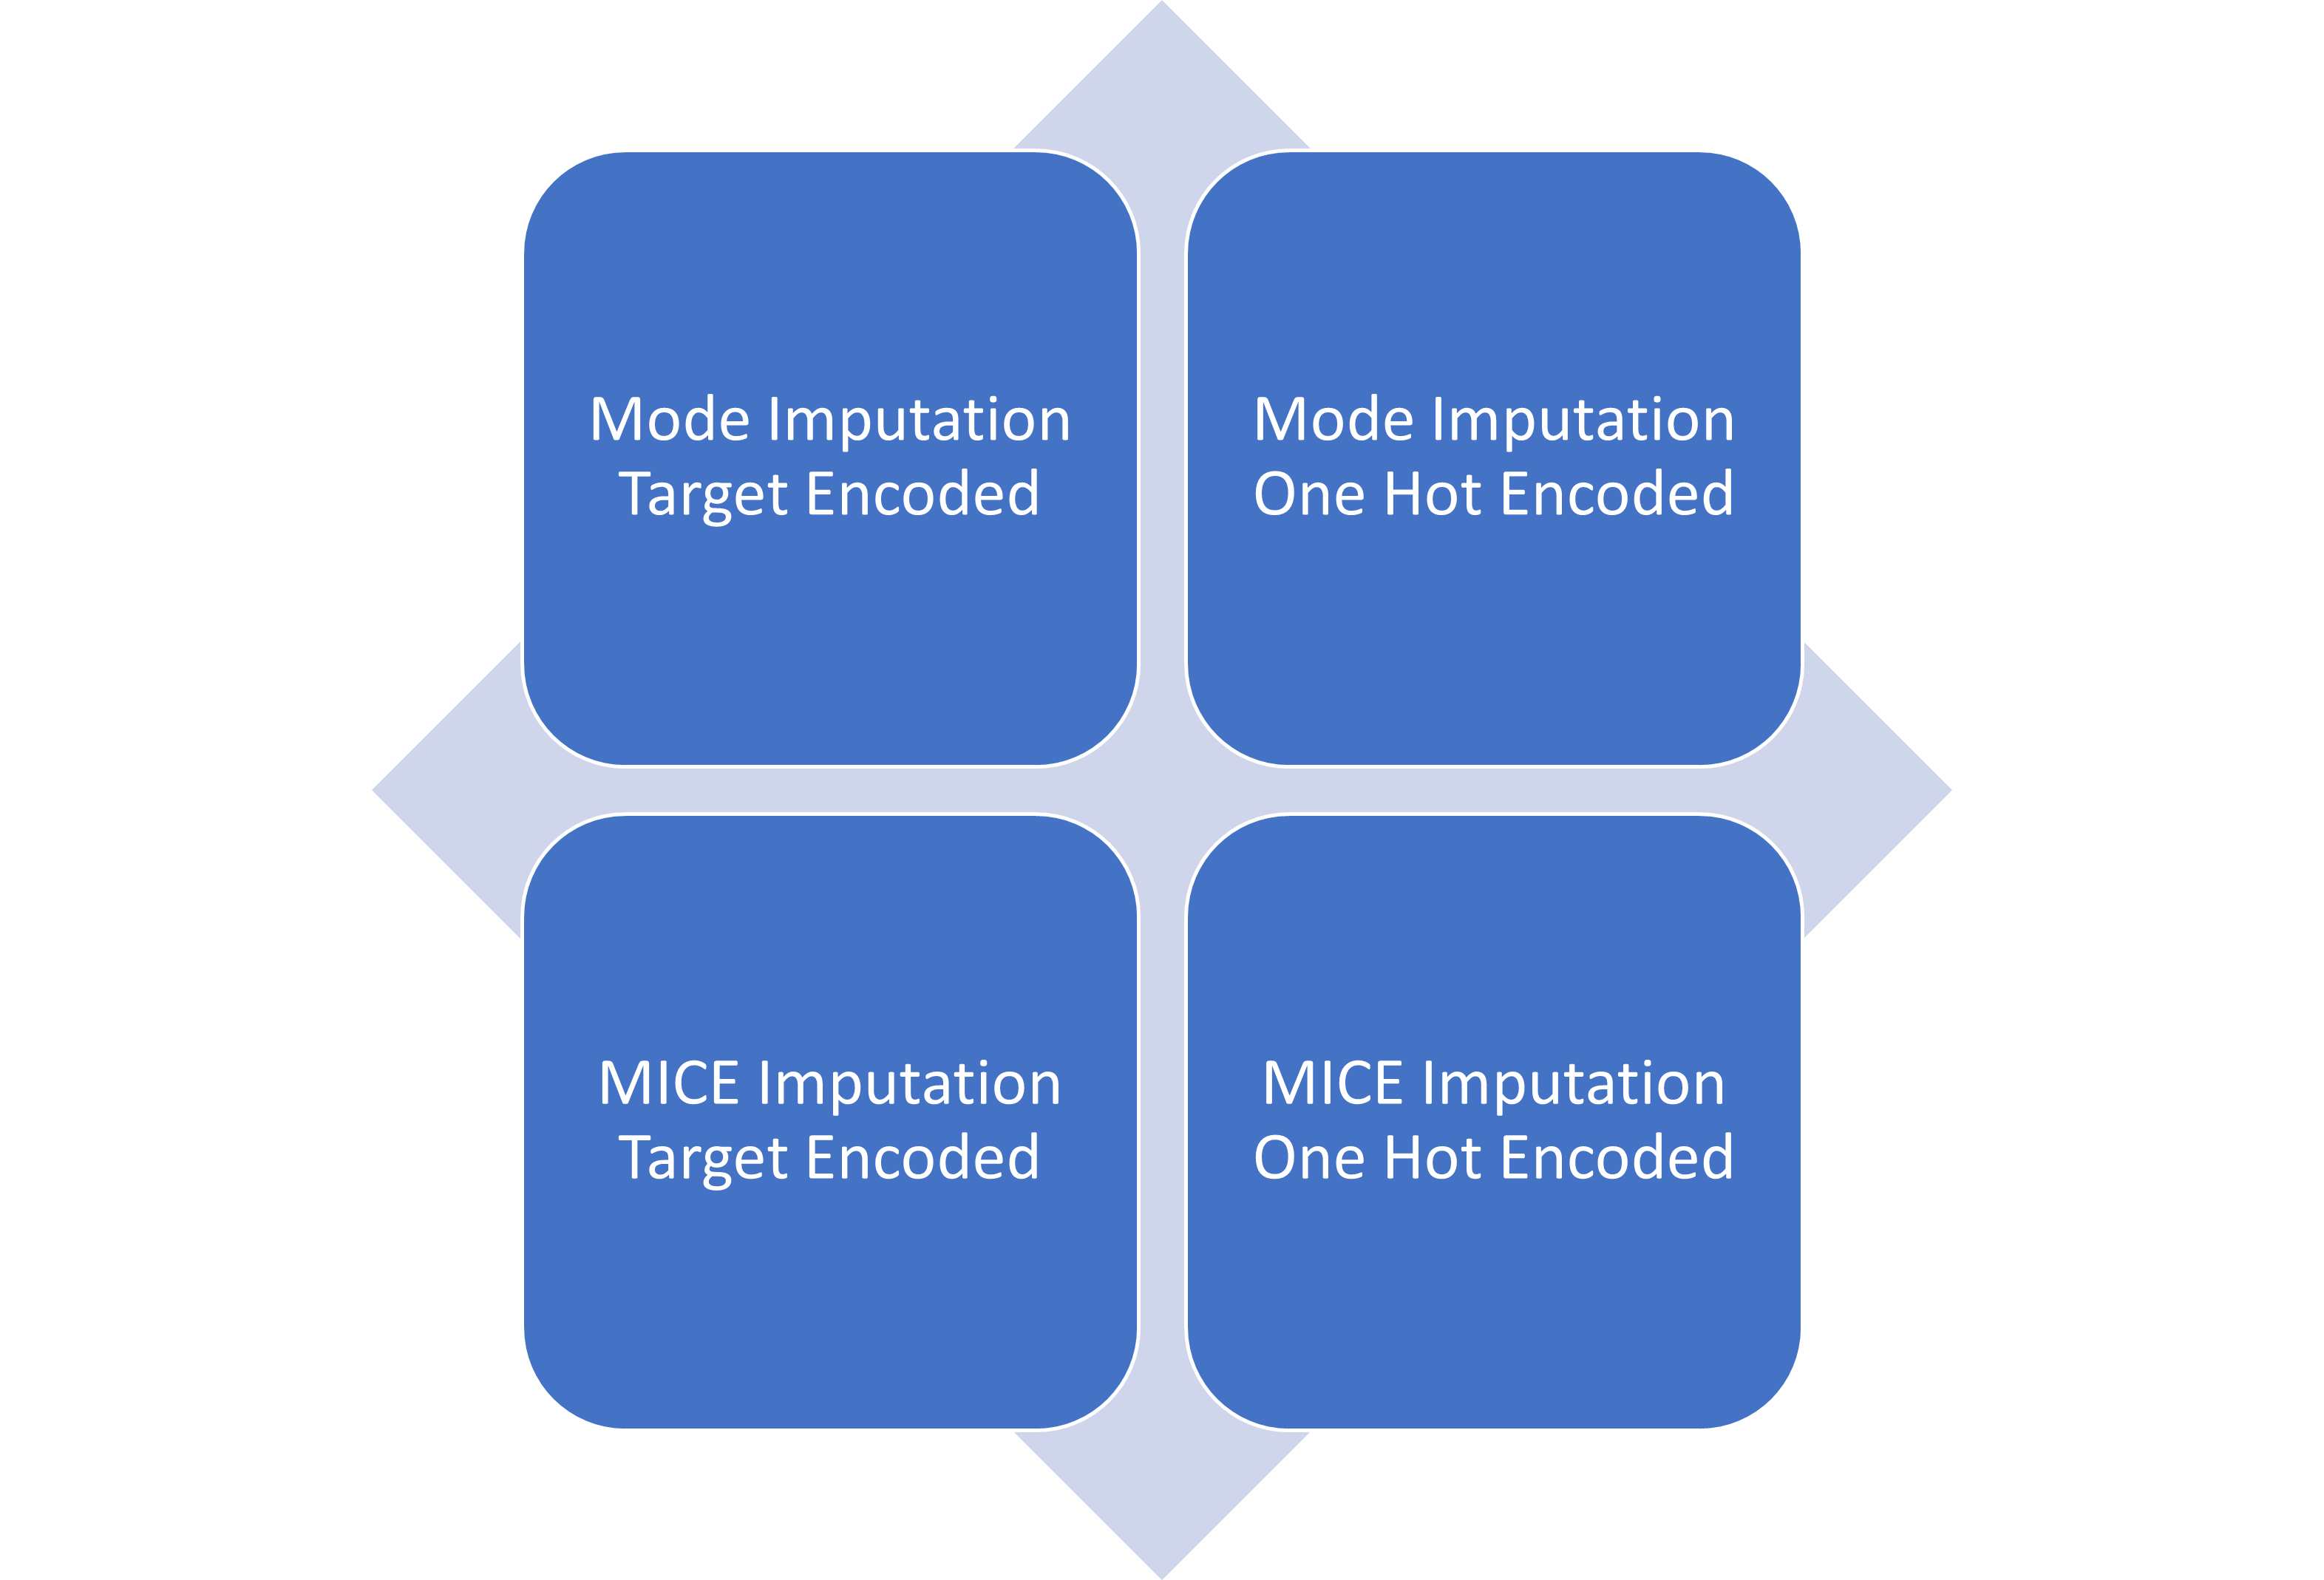 Mode Imputation
Target Encoded
Mode Imputation
One Hot Encoded
MICE Imputation
Target Encoded
MICE Imputation
One Hot Encoded